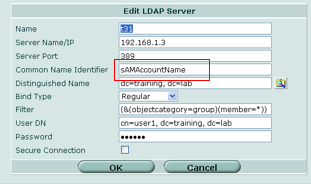 Edit LDAP Server
Name
Server Name/IP 192.168.1.3
Server Port 389
Common Name Identifier sAMAccountName
Distinguished Name dc=training, dc=lab
Bind Type Regular
Filter (&(objectcategory=group)(member=*))
User DN cn=user1, dc=training, dc=lab
Password ••••••
Secure Connection
OK Cancel